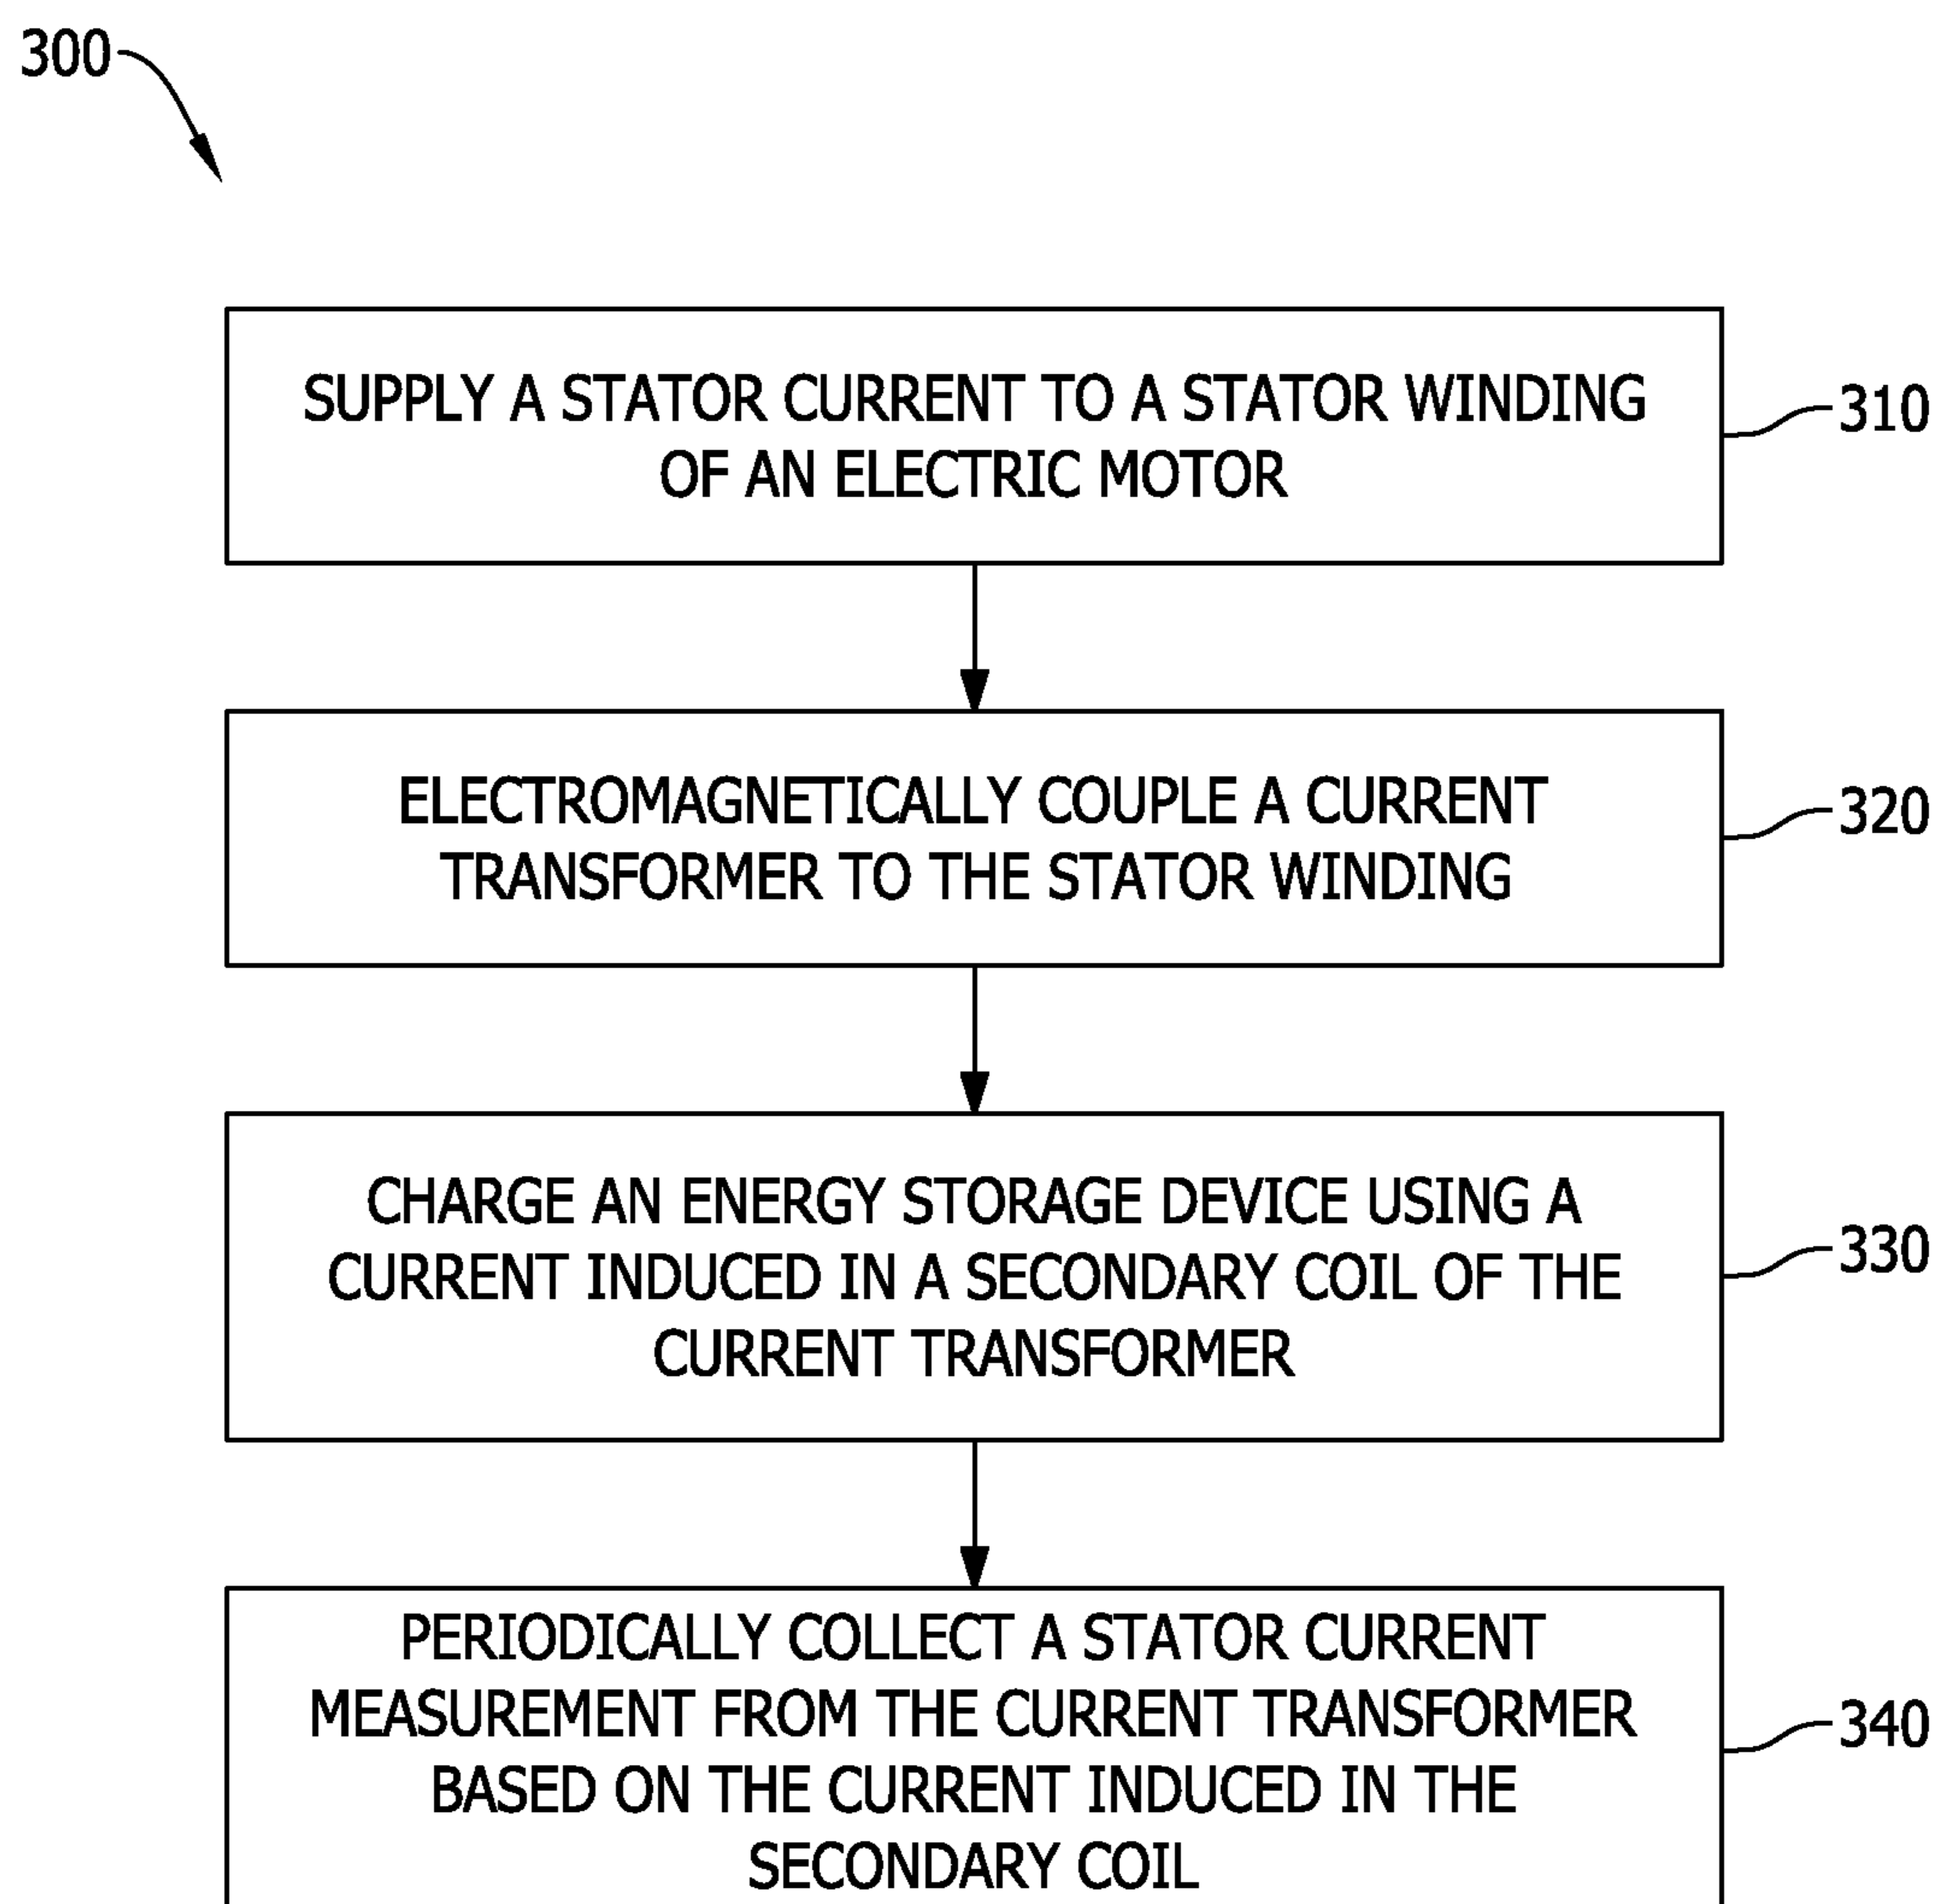 300
SUPPLY A STATOR CURRENT TO A STATOR WINDING
OF AN ELECTRIC MOTOR
310
ELECTROMAGNETICALLY COUPLE A CURRENT
TRANSFORMER TO THE STATOR WINDING
320
CHARGE AN ENERGY STORAGE DEVICE USING A
CURRENT INDUCED IN A SECONDARY COIL OF THE
CURRENT TRANSFORMER
330
PERIODICALLY COLLECT A STATOR CURRENT
MEASUREMENT FROM THE CURRENT TRANSFORMER
BASED ON THE CURRENT INDUCED IN THE
SECONDARY COIL
340